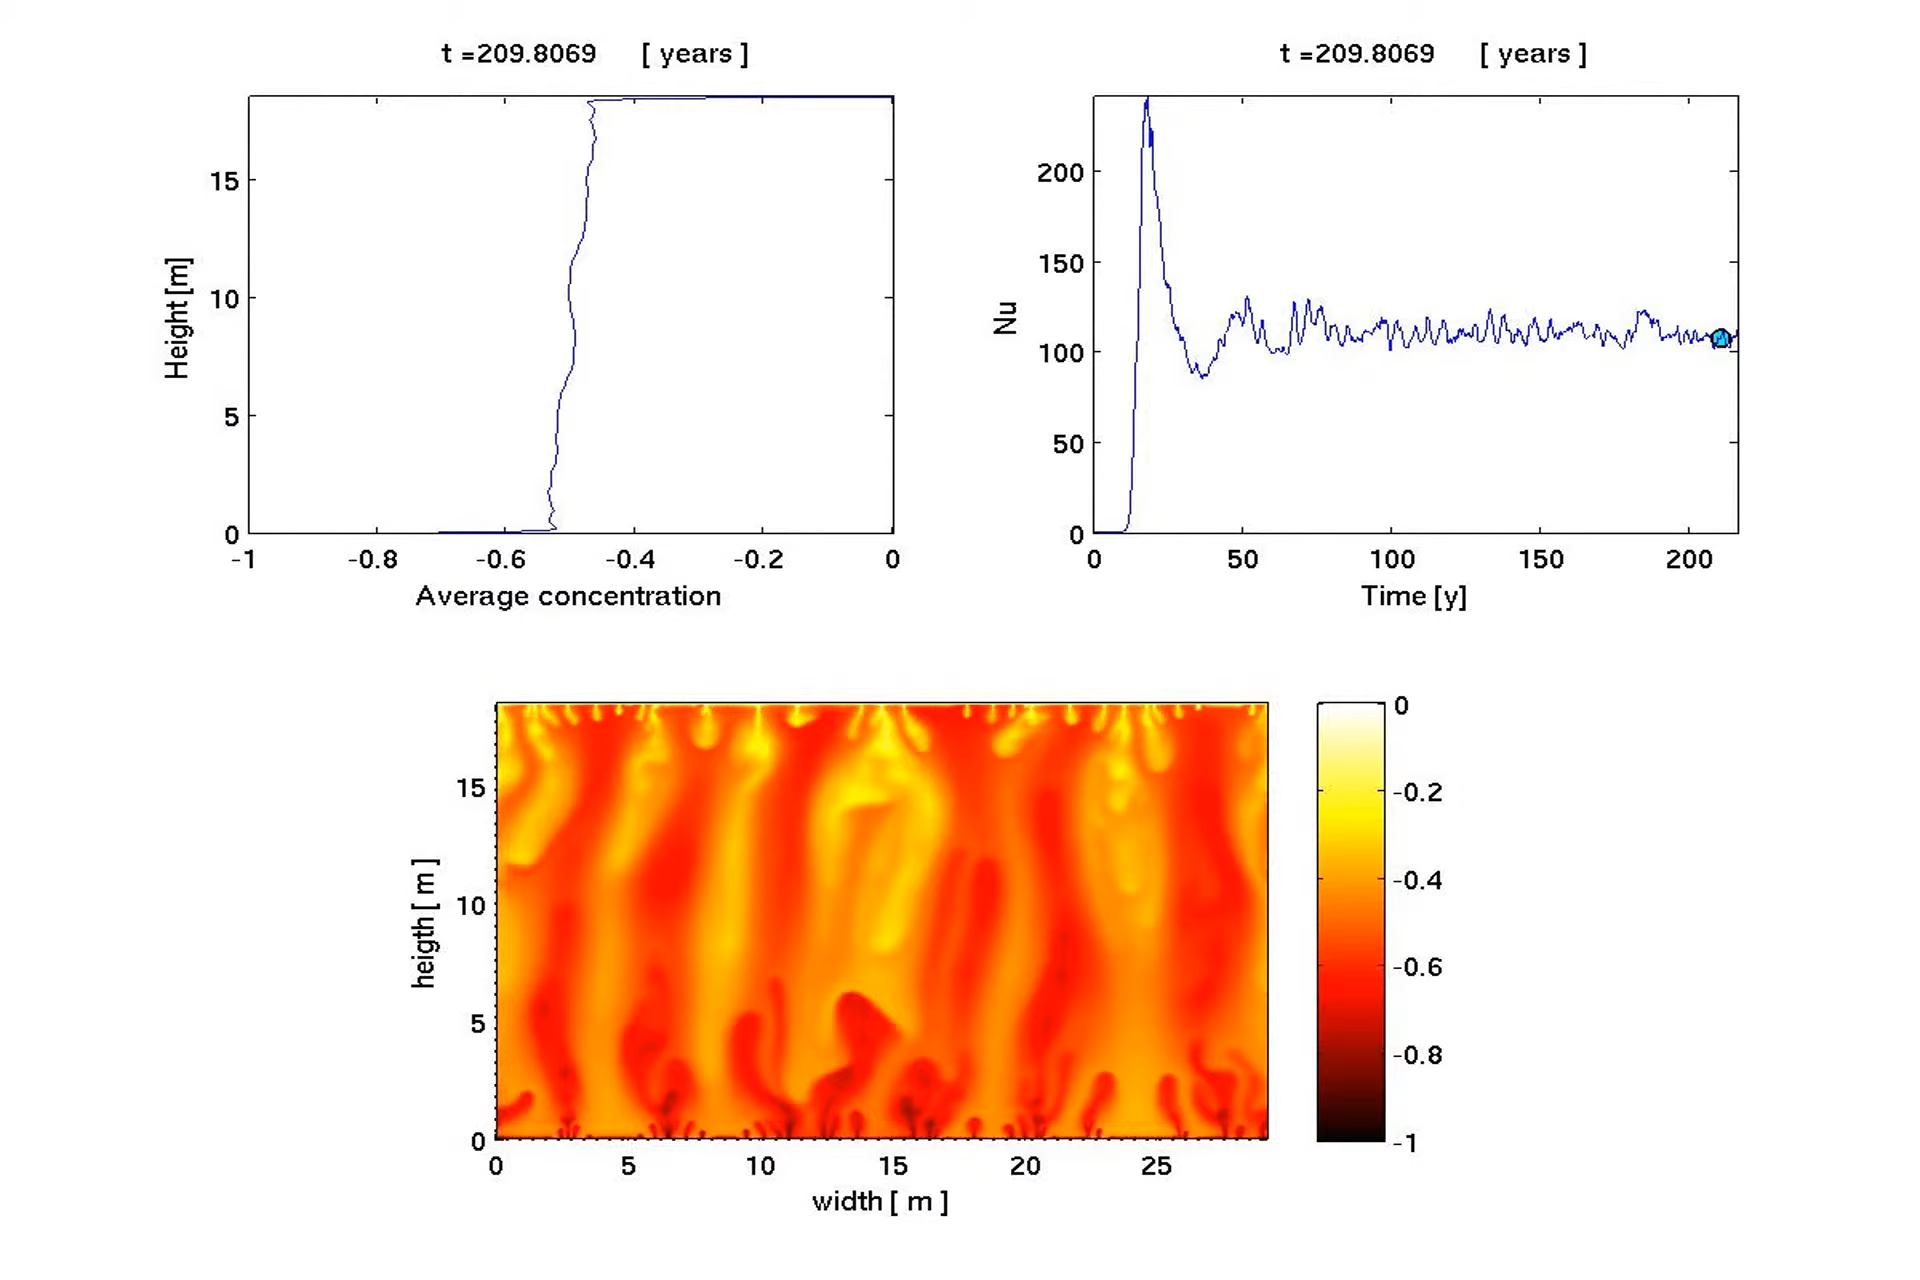 t =209.8069 [ years ]
15
10
5
0
Height [m]
-1 -0.8 -0.6 -0.4 -0.2 0
Average concentration
t =209.8069 [ years ]
200
150
100
50
0
Nu
0 50 100 150 200
Time [y]
15
10
5
0
heigth [ m ]
0 5 10 15 20 25
width [ m ]
0
-0.2
-0.4
-0.6
-0.8
-1